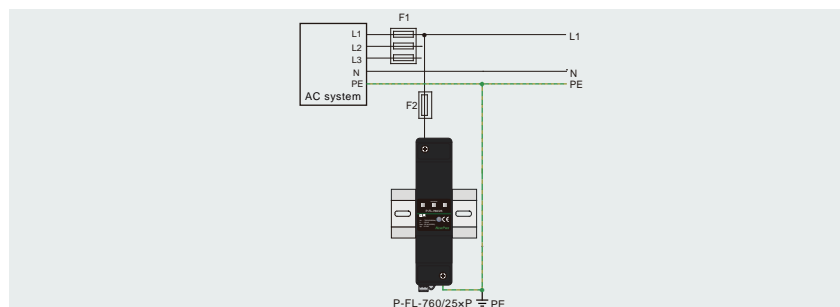 F1
L1
L1
L2
L3
N
N
PE
PE
AC system
F2
P-FL-760/25×P
PE